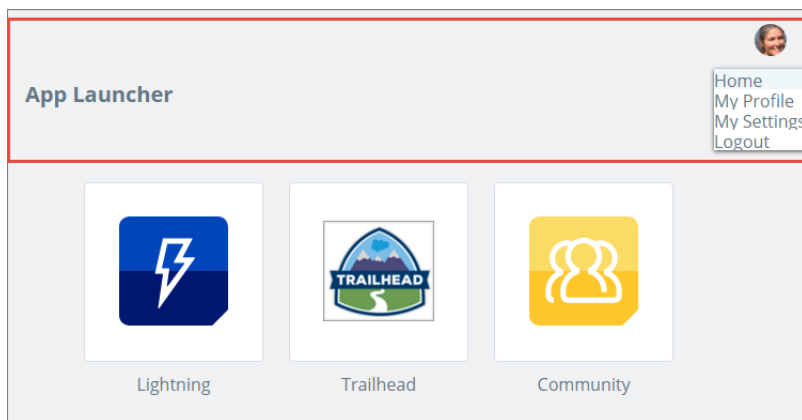 App Launcher
Home
My Profile
My Settings
Logout
TRAILHEAD
Lightning
Trailhead
Community